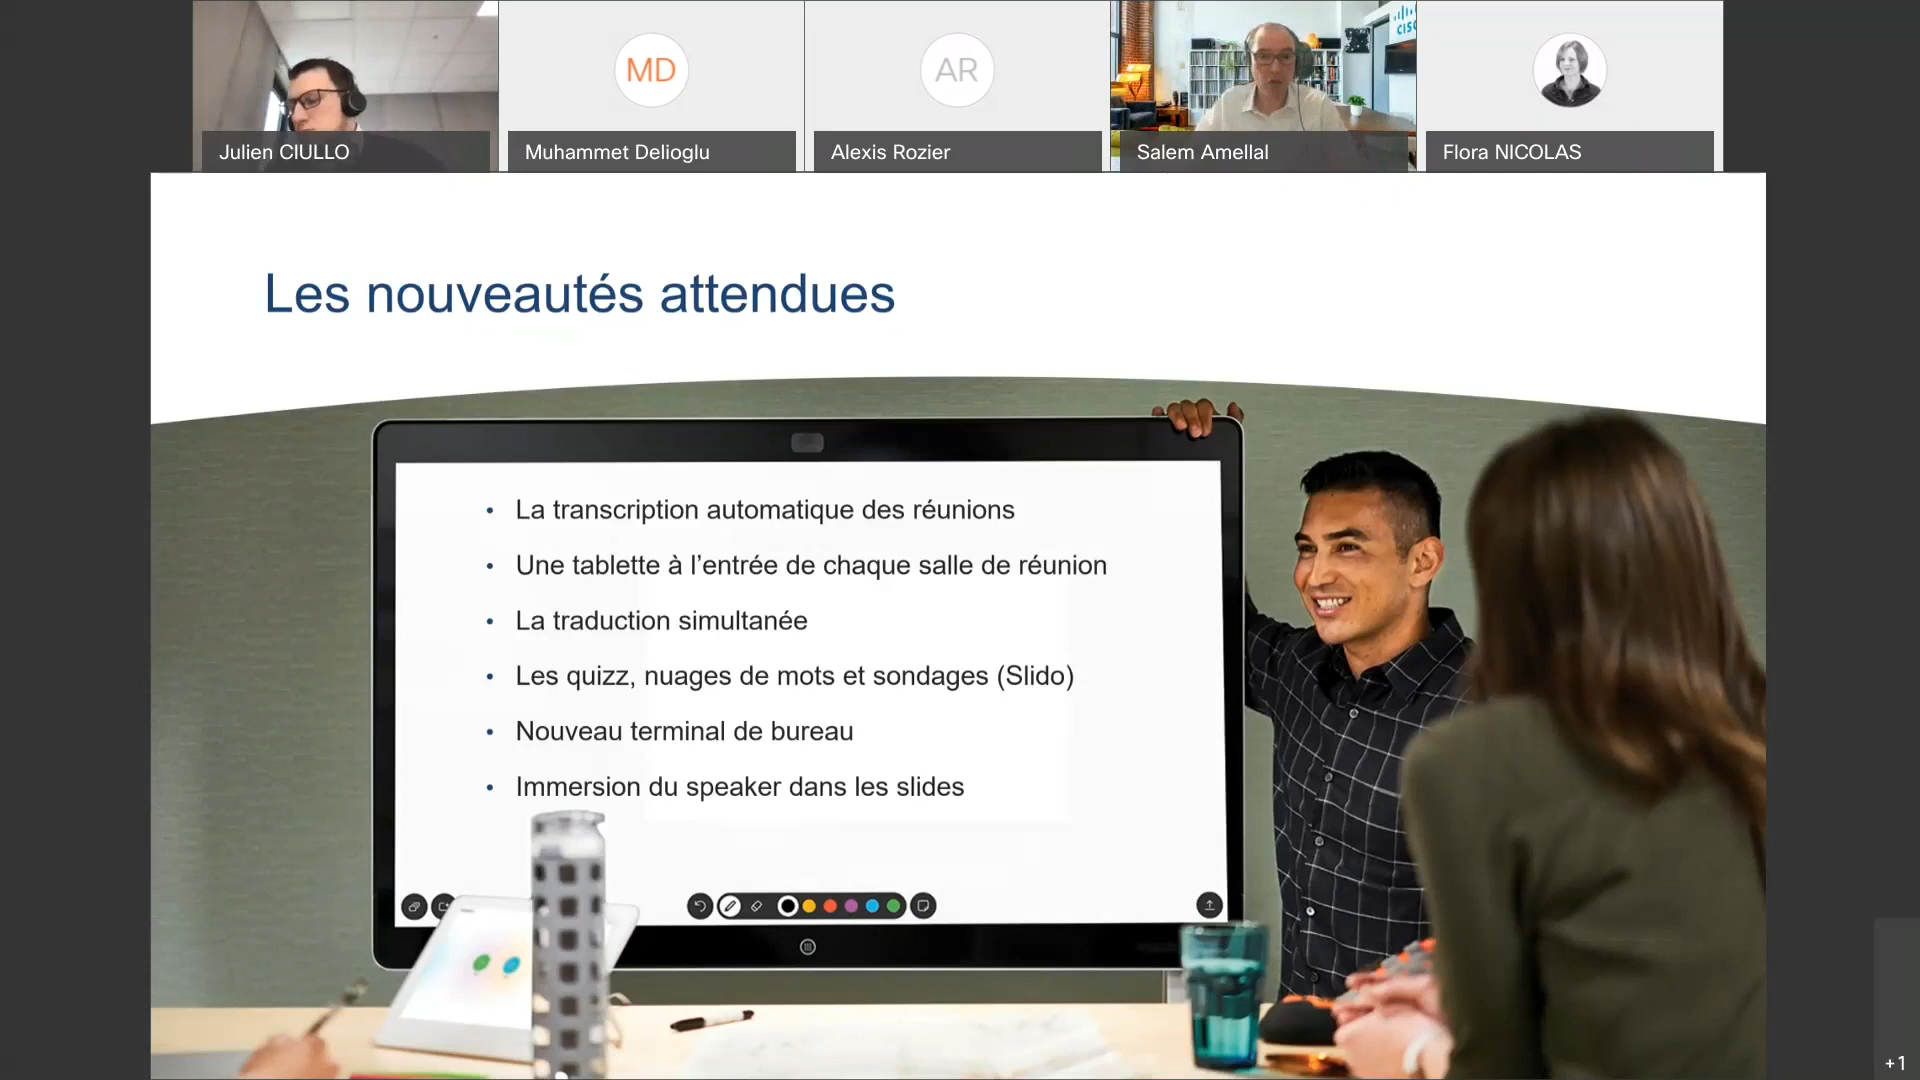 MD
AR
CISC
Julien CIULLO
Muhammet Delioglu
Alexis Rozier
Salem Amellal
Flora NICOLAS
Les nouveautés attendues
• La transcription automatique des réunions
• Une tablette à l’entrée de chaque salle de réunion
• La traduction simultanée
• Les quizz, nuages de mots et sondages (Slido)
• Nouveau terminal de bureau
• Immersion du speaker dans les slides
+1